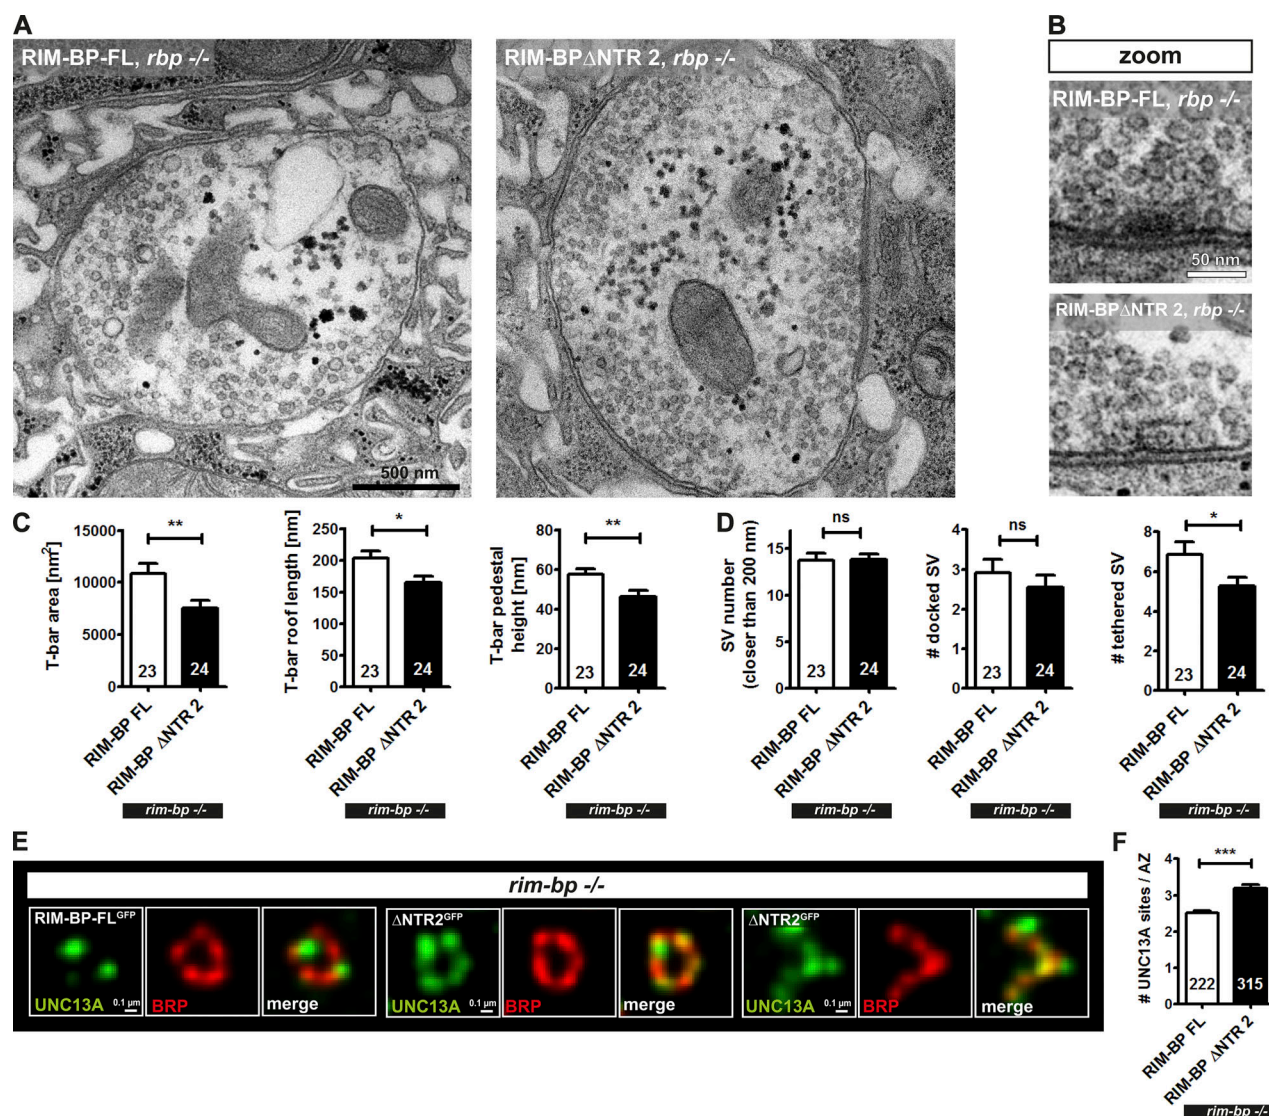 A
RIM-BP-FL, rbp -/-
RIM-BPΔNTR 2, rbp -/-
500 nm
B
zoom
RIM-BP-FL, rbp -/-
50 nm
RIM-BPΔNTR 2, rbp -/-
C
T-bar area [nm²]
15000
10000
5000
0
**
23
24
RIM-BP FL
RIM-BP ΔNTR 2
rim-bp -/-
T-bar roof length [nm]
250
200
150
100
50
0
*
23
24
RIM-BP FL
RIM-BP ΔNTR 2
rim-bp -/-
T-bar pedestal
height [nm]
80
60
40
20
0
**
23
24
RIM-BP FL
RIM-BP ΔNTR 2
rim-bp -/-
D
SV number
(closer than 200 nm)
15
10
5
0
ns
23
24
RIM-BP FL
RIM-BP ΔNTR 2
rim-bp -/-
# docked SV
4
3
2
1
0
ns
23
24
RIM-BP FL
RIM-BP ΔNTR 2
rim-bp -/-
# tethered SV
8
6
4
2
0
*
23
24
RIM-BP FL
RIM-BP ΔNTR 2
rim-bp -/-
E
rim-bp -/-
RIM-BP-FLGFP
UNC13A
0.1 µm
BRP
merge
ΔNTR2GFP
UNC13A
0.1 µm
BRP
merge
ΔNTR2GFP
UNC13A
0.1 µm
BRP
merge
F
# UNC13A sites / AZ
4
3
2
1
0
***
222
315
RIM-BP FL
RIM-BP ΔNTR 2
rim-bp -/-